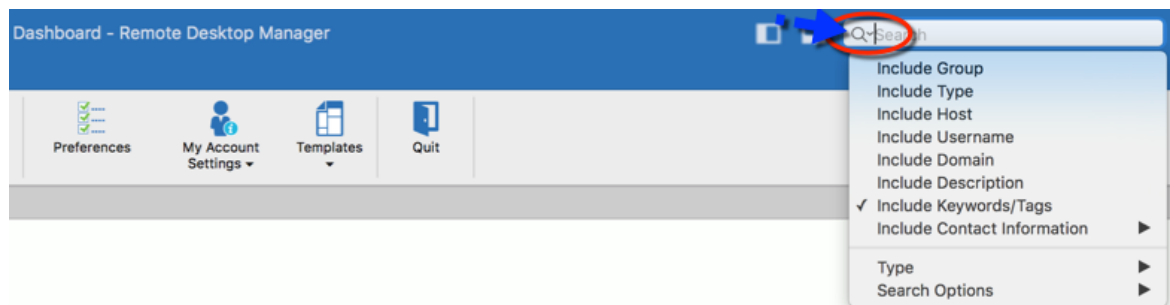 Dashboard - Remote Desktop Manager
Search
Include Group
Include Type
Include Host
Include Username
Include Domain
Include Description
✓ Include Keywords/Tags
Include Contact Information
Type
Search Options
Preferences
My Account
Settings
Templates
Quit